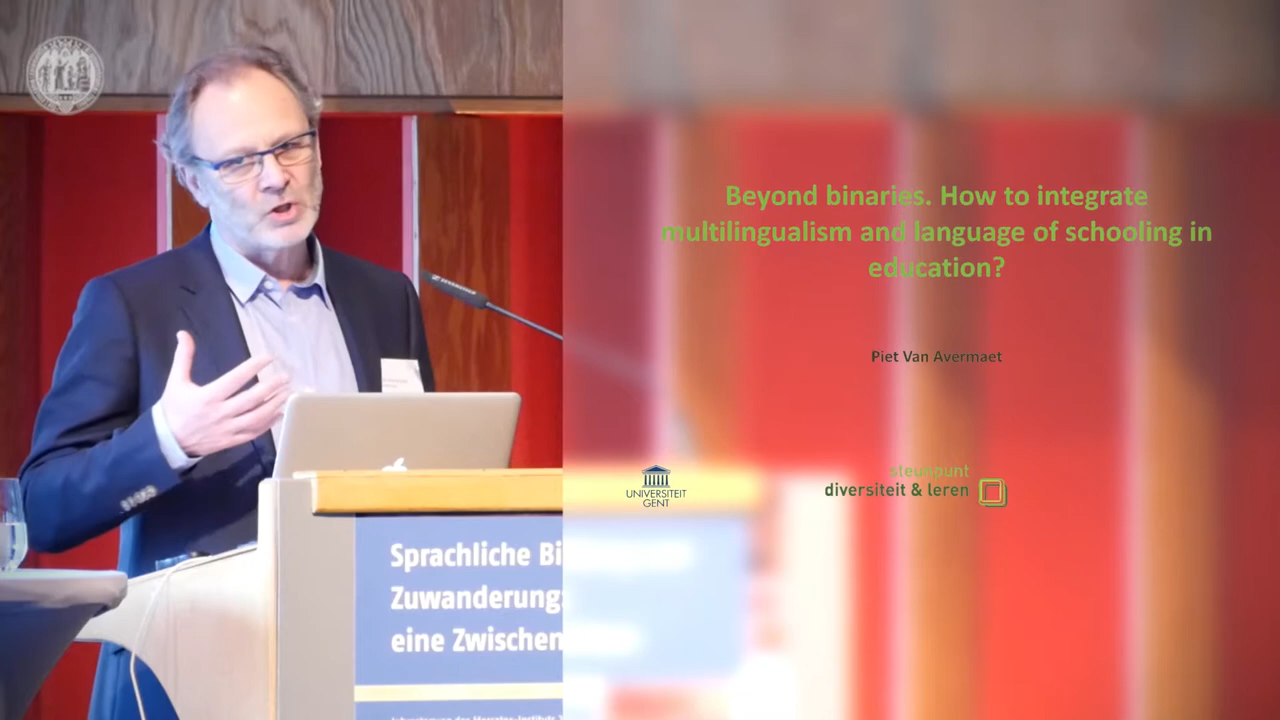 Sprachliche Bi
Zuwanderung:
eine Zwischen
Beyond binaries. How to integrate
multilingualism and language of schooling in
education?
Piet Van Avermaet
UNIVERSITEIT
GENT
steunpunt
diversiteit & leren